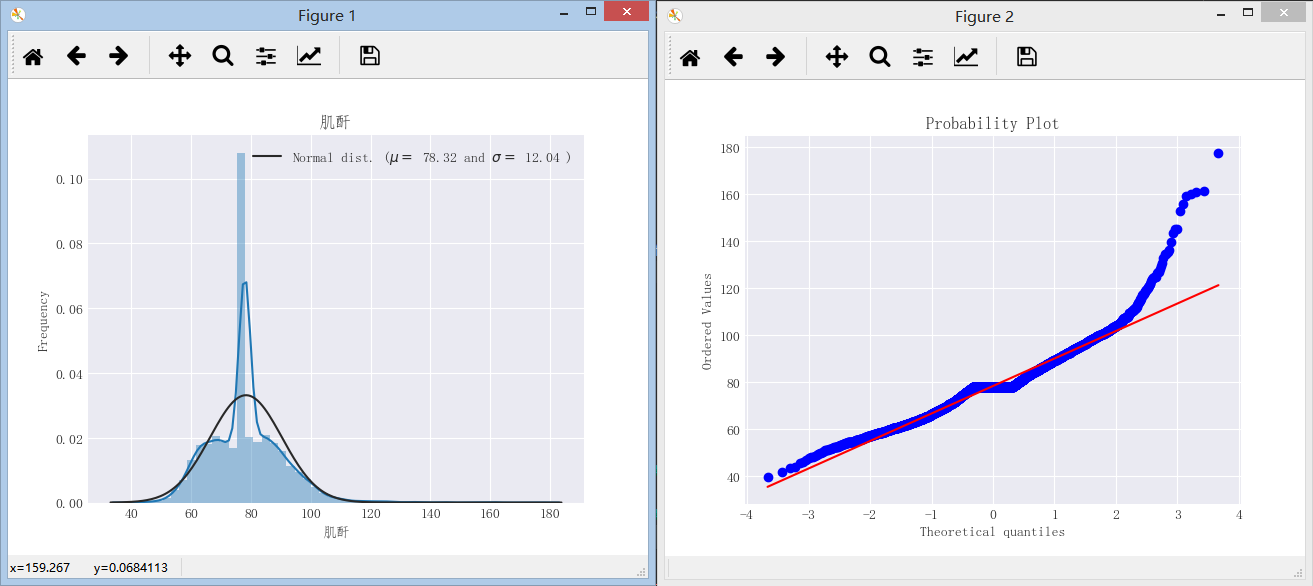 Figure 1
肌酐
Normal dist. (μ= 78.32 and σ= 12.04 )
0.10
0.08
0.06
0.04
0.02
0.00
Frequency
40 60 80 100 120 140 160 180
肌酐
x=159.267 y=0.0684113
Figure 2
Probability Plot
180
160
140
120
100
80
60
40
Ordered Values
-4 -3 -2 -1 0 1 2 3 4
Theoretical quantiles